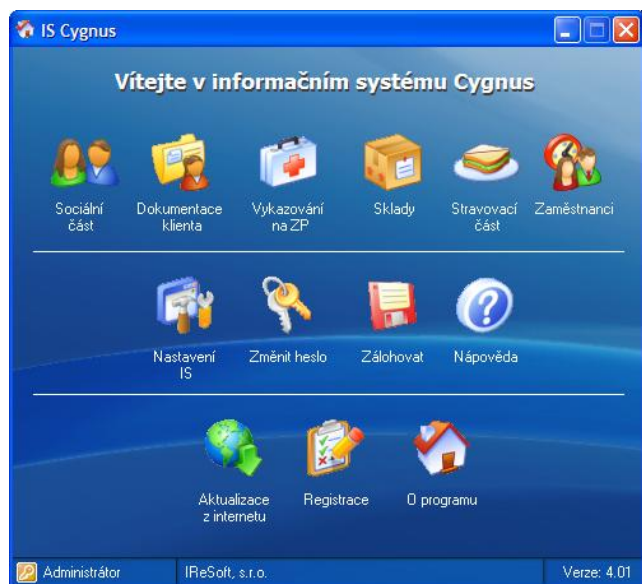 IS Cygnus
Vítejte v informačním systému Cygnus
Sociální část
Dokumentace klienta
Vykazování na ZP
Sklady
Stravovací část
Zaměstnanci
Nastavení IS
Změnit heslo
Zálohovat
Nápověda
Aktualizace z internetu
Registrace
O programu
Administrátor
IReSoft, s.r.o.
Verze: 4.01